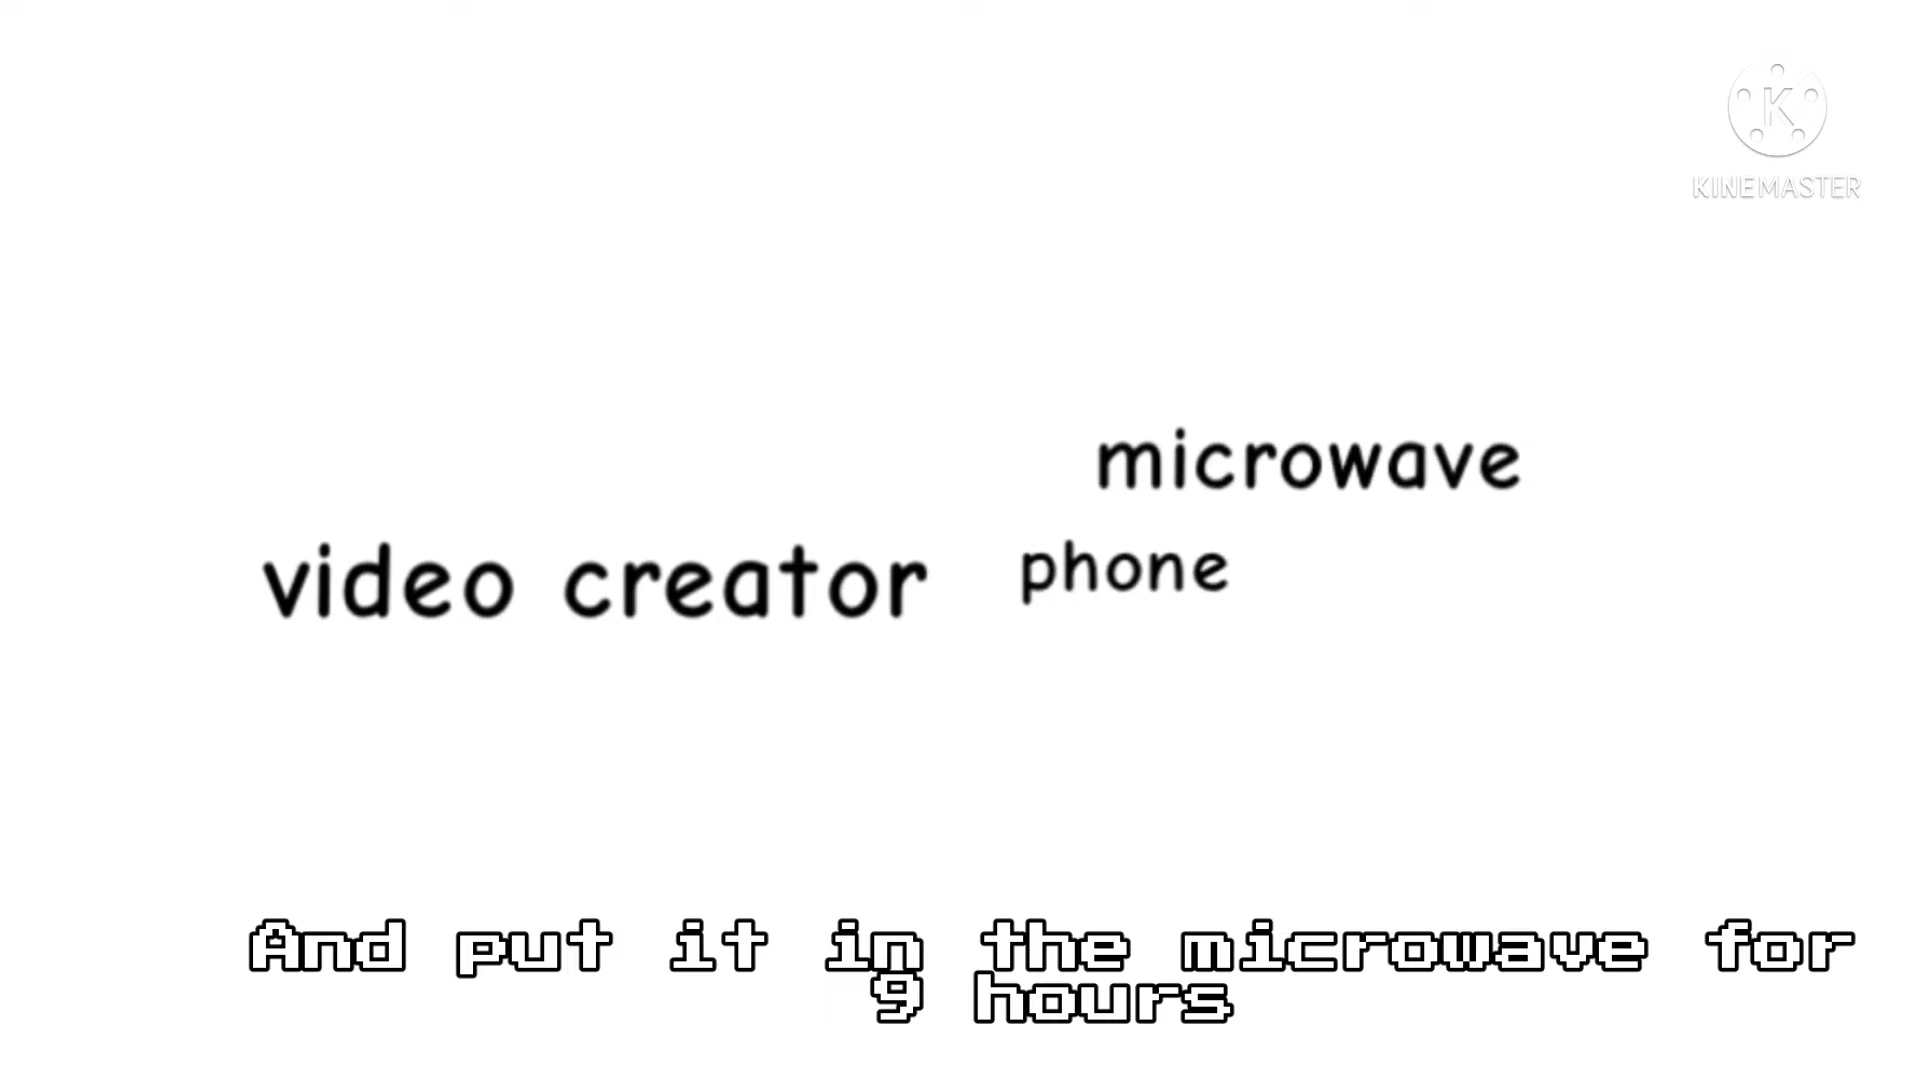 KINEMASTER
microwave
video creator
phone
And put it in the microwave for
9 hours